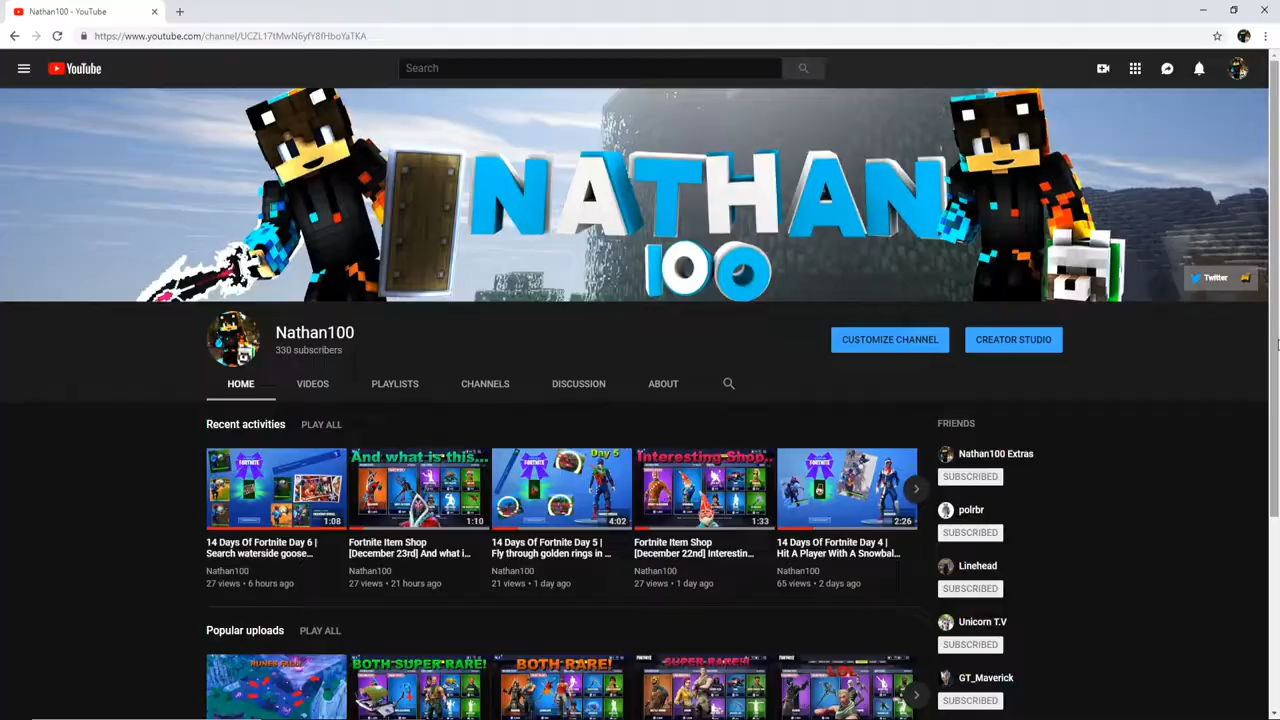 Nathan100 - YouTube
https://www.youtube.com/channel/UCZL17tMwN6yfY8fHboYaTKA
YouTube
Search
NATHAN
100
Twitter
Nathan100
330 subscribers
CUSTOMIZE CHANNEL
CREATOR STUDIO
HOME
VIDEOS
PLAYLISTS
CHANNELS
DISCUSSION
ABOUT
Recent activities
PLAY ALL
FORTNITE
1:08
14 Days Of Fortnite Day 6 |
Search waterside goose...
Nathan100
27 views • 6 hours ago
And what is this...
1:10
Fortnite Item Shop
[December 23rd] And what i...
Nathan100
27 views • 21 hours ago
Day 5
FORTNITE
4:02
14 Days Of Fortnite Day 5 |
Fly through golden rings in ...
Nathan100
21 views • 1 day ago
Interesting Shop..
1:33
Fortnite Item Shop
[December 22nd] Interestin...
Nathan100
27 views • 1 day ago
FORTNITE
2:26
14 Days Of Fortnite Day 4 |
Hit A Player With A Snowbal...
Nathan100
65 views • 2 days ago
FRIENDS
Nathan100 Extras
SUBSCRIBED
polrbr
SUBSCRIBED
Linehead
SUBSCRIBED
Unicorn T.V
SUBSCRIBED
GT_Maverick
SUBSCRIBED
Popular uploads
PLAY ALL
BOTH SUPER RARE!
BOTH RARE!
SUPER RARE!!!
LOL